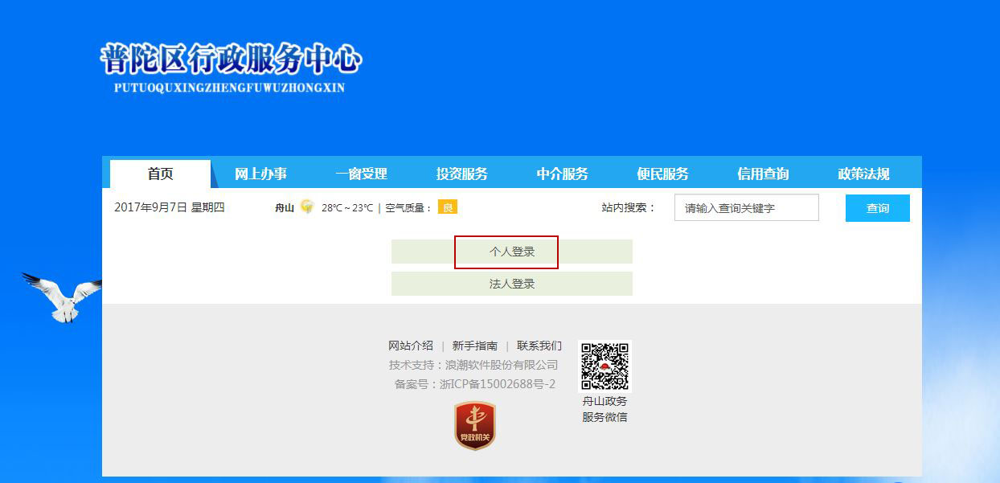 普陀区行政服务中心
PUTUOQUXINGZHENGFUWUZHONGXIN
首页 网上办事 一窗受理 投资服务 中介服务 便民服务 信用查询 政策法规
2017年9月7日 星期四 舟山 28℃~23℃ | 空气质量： 良 站内搜索： 请输入查询关键字 查询
个人登录
法人登录
网站介绍 | 新手指南 | 联系我们
技术支持：浪潮软件股份有限公司
备案号：浙ICP备15002688号-2
党政机关
舟山政务
服务微信